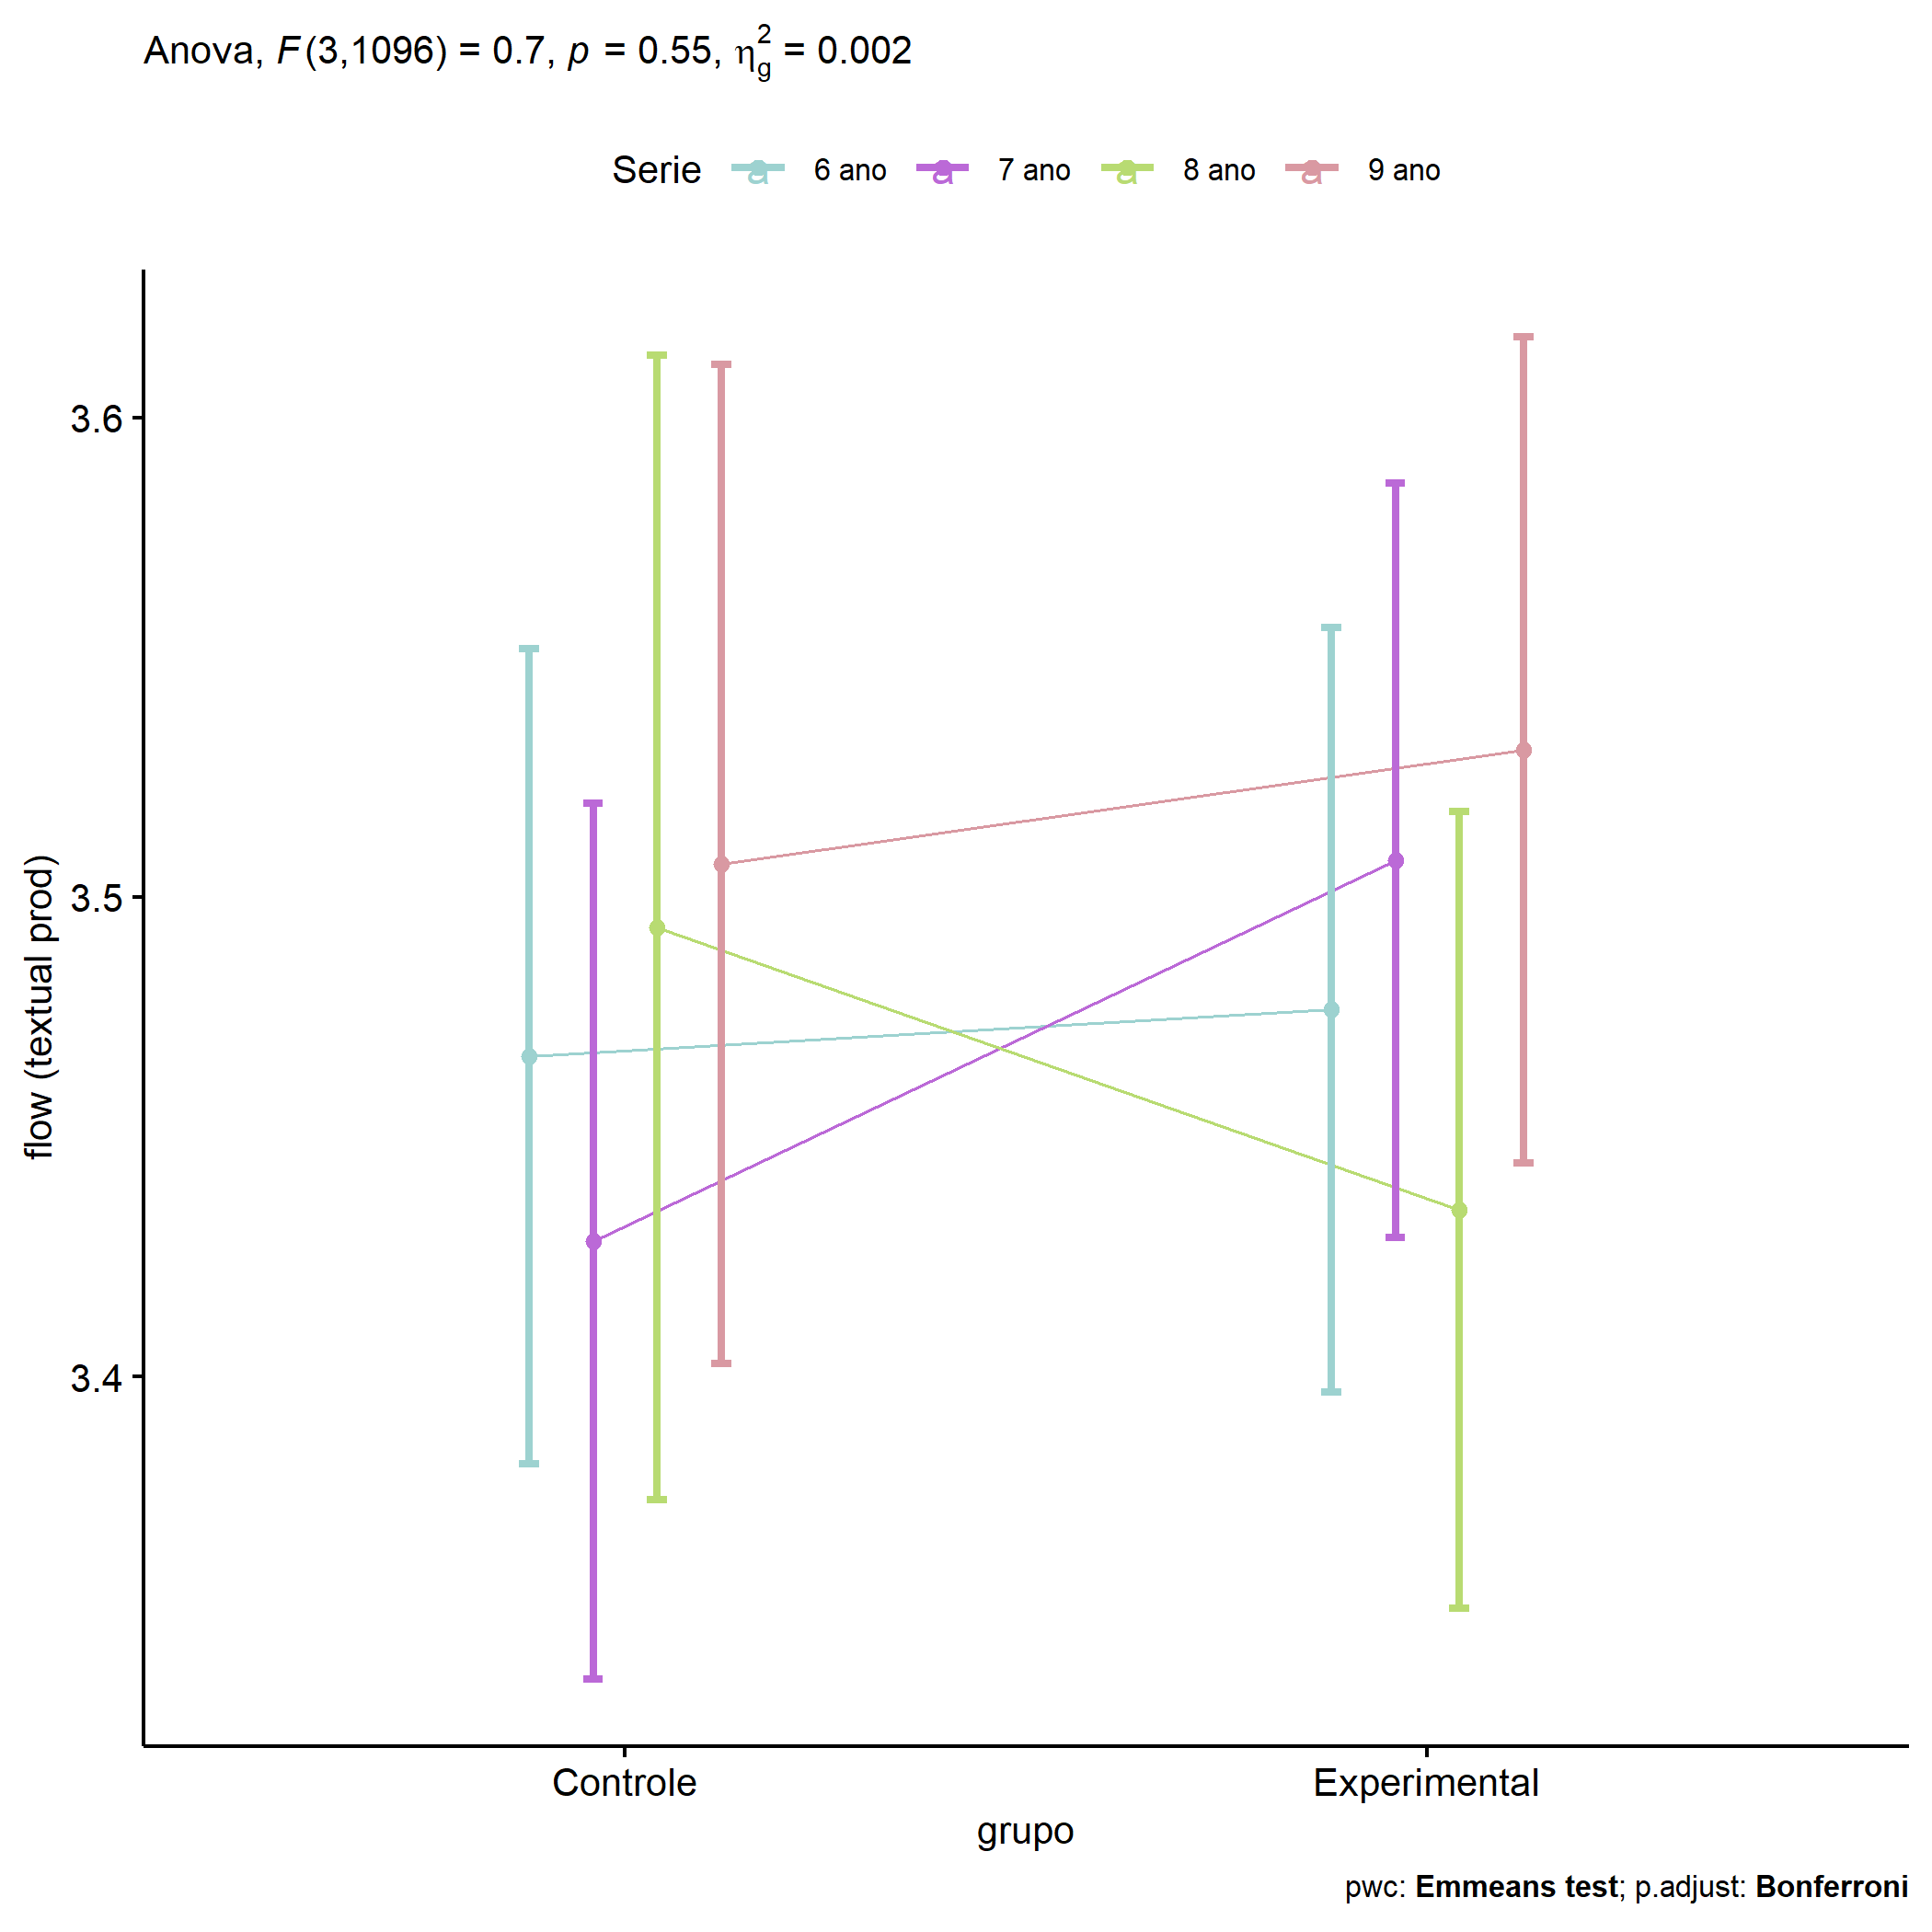 Anova, F(3,1096) = 0.7, p = 0.55, η²g = 0.002
Serie a 6 ano a 7 ano a 8 ano a 9 ano
3.6
3.5
3.4
flow (textual prod)
Controle Experimental
grupo
pwc: Emmeans test; p.adjust: Bonferroni